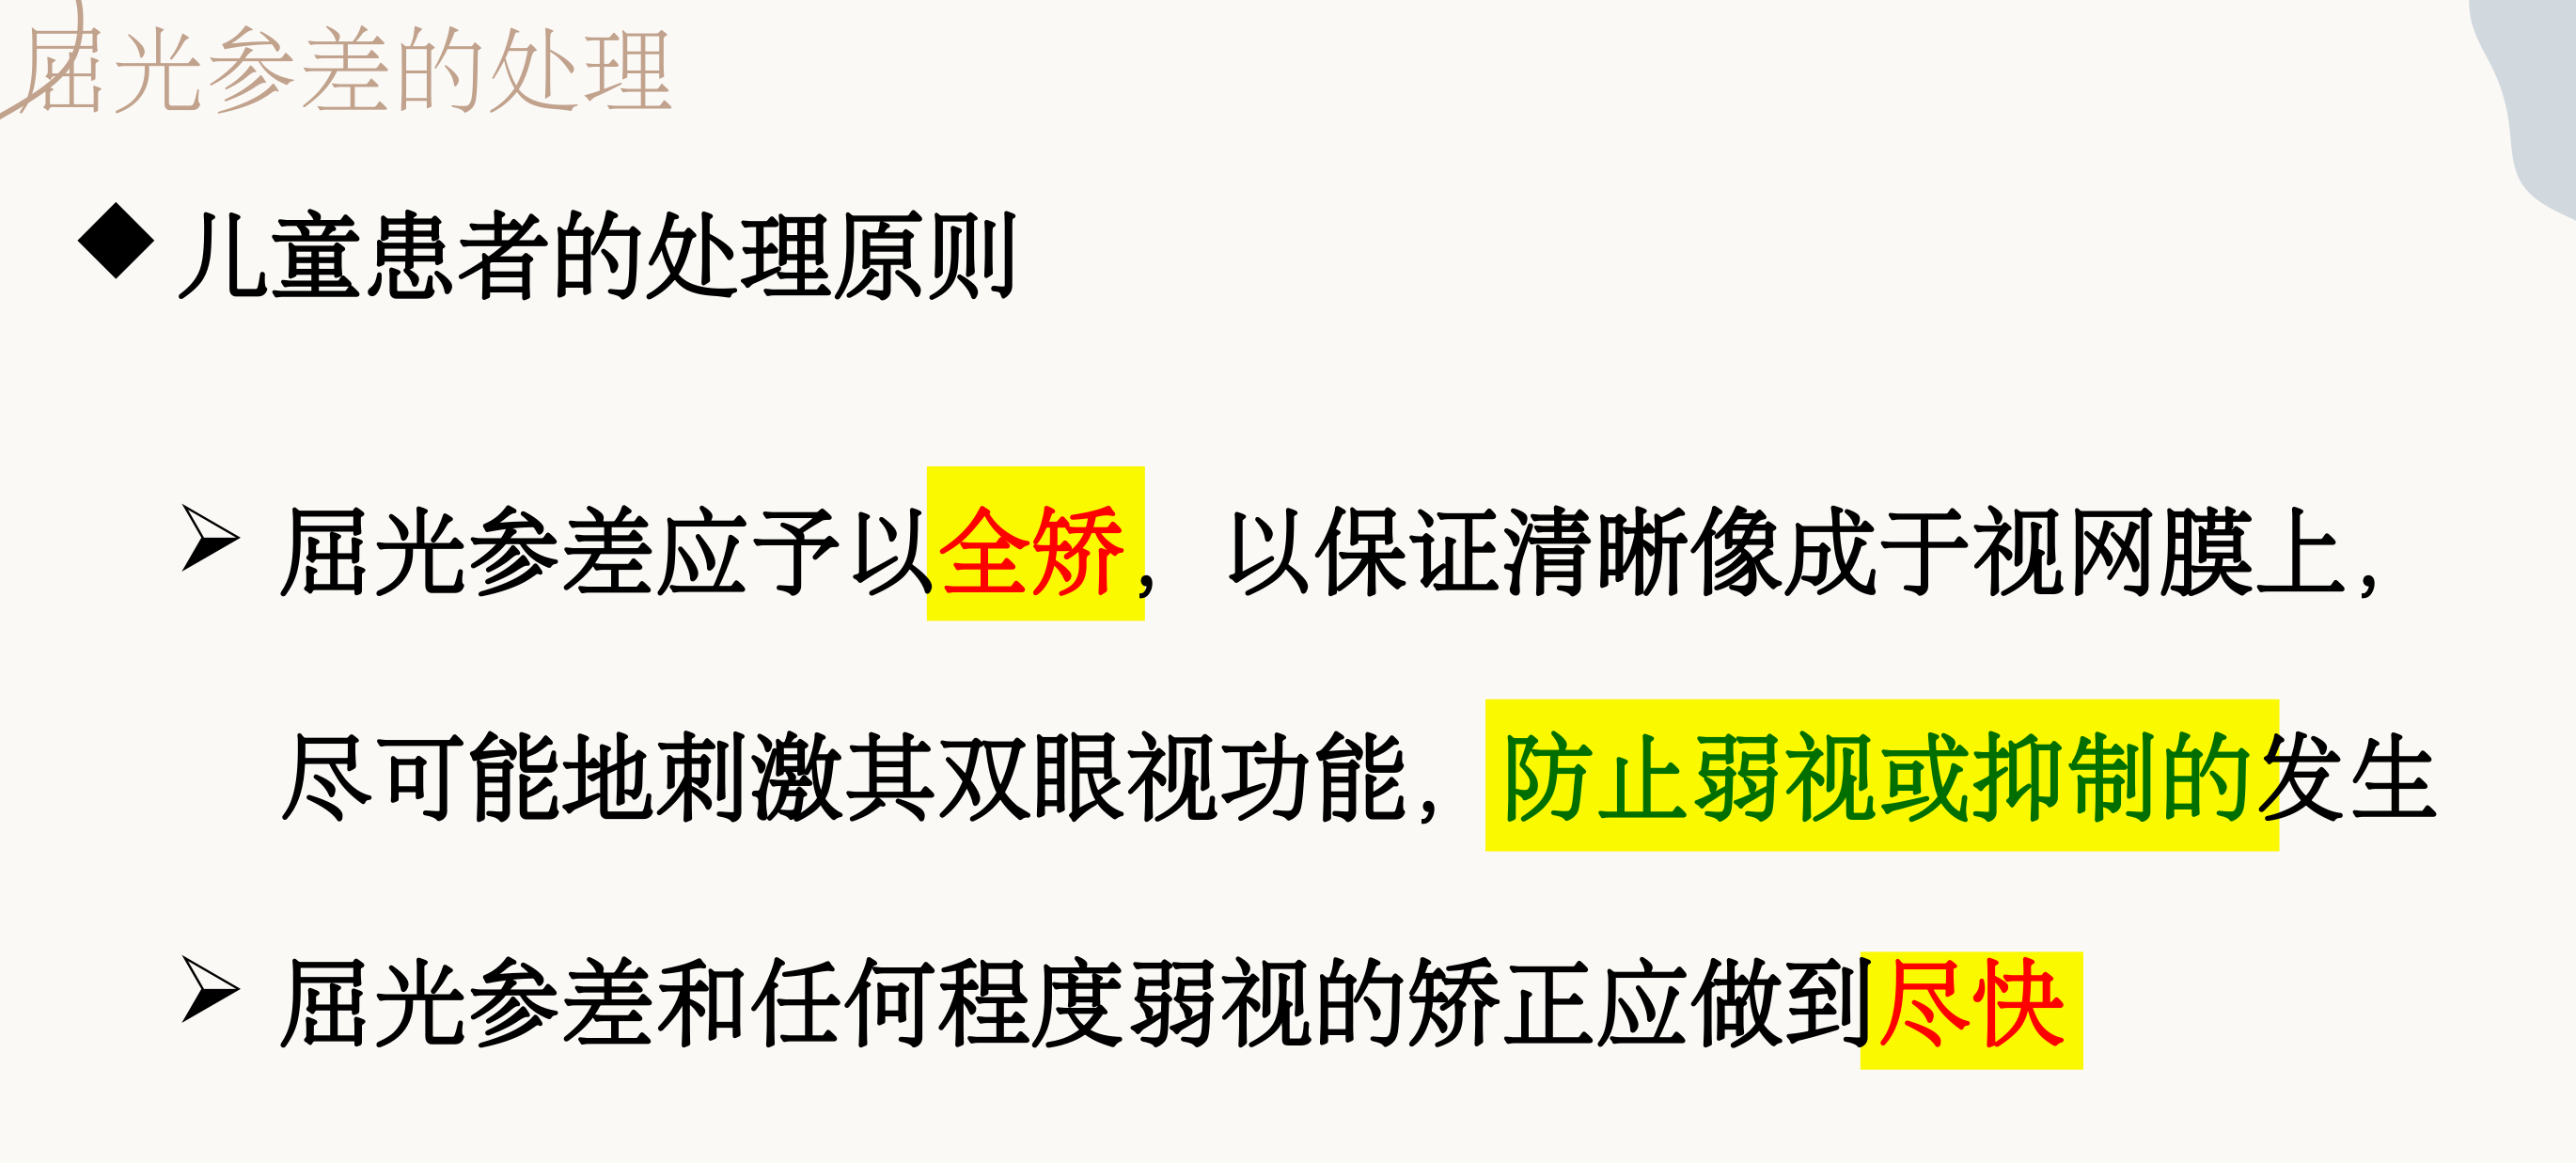 屈光参差的处理
儿童患者的处理原则
屈光参差应予以全矫，以保证清晰像成于视网膜上，
尽可能地刺激其双眼视功能，防止弱视或抑制的发生
屈光参差和任何程度弱视的矫正应做到尽快